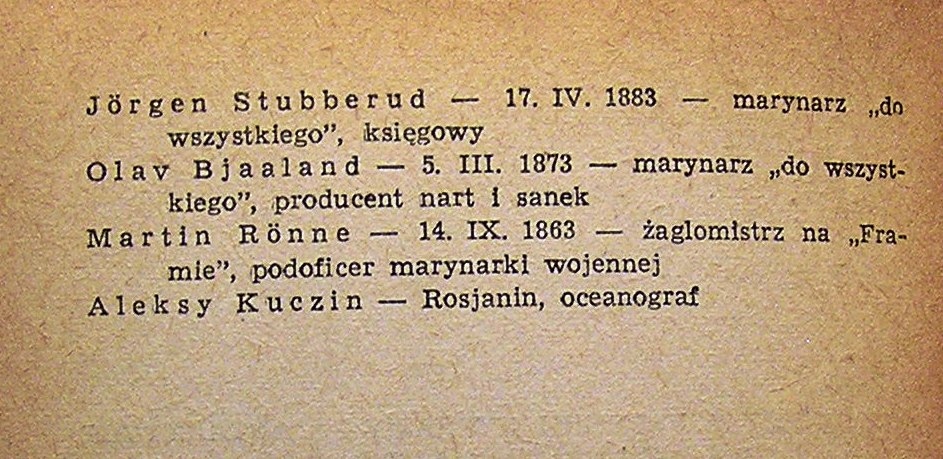 Jörgen Stubberud — 17. IV. 1883 — marynarz „do
wszystkiego”, księgowy
Olav Bjaaland — 5. III. 1873 — marynarz „do wszyst-
kiego”, producent nart i sanek
Martin Rönne — 14. IX. 1863 — żaglomistrz na „Fra-
mie”, podoficer marynarki wojennej
Aleksy Kuczin — Rosjanin, oceanograf